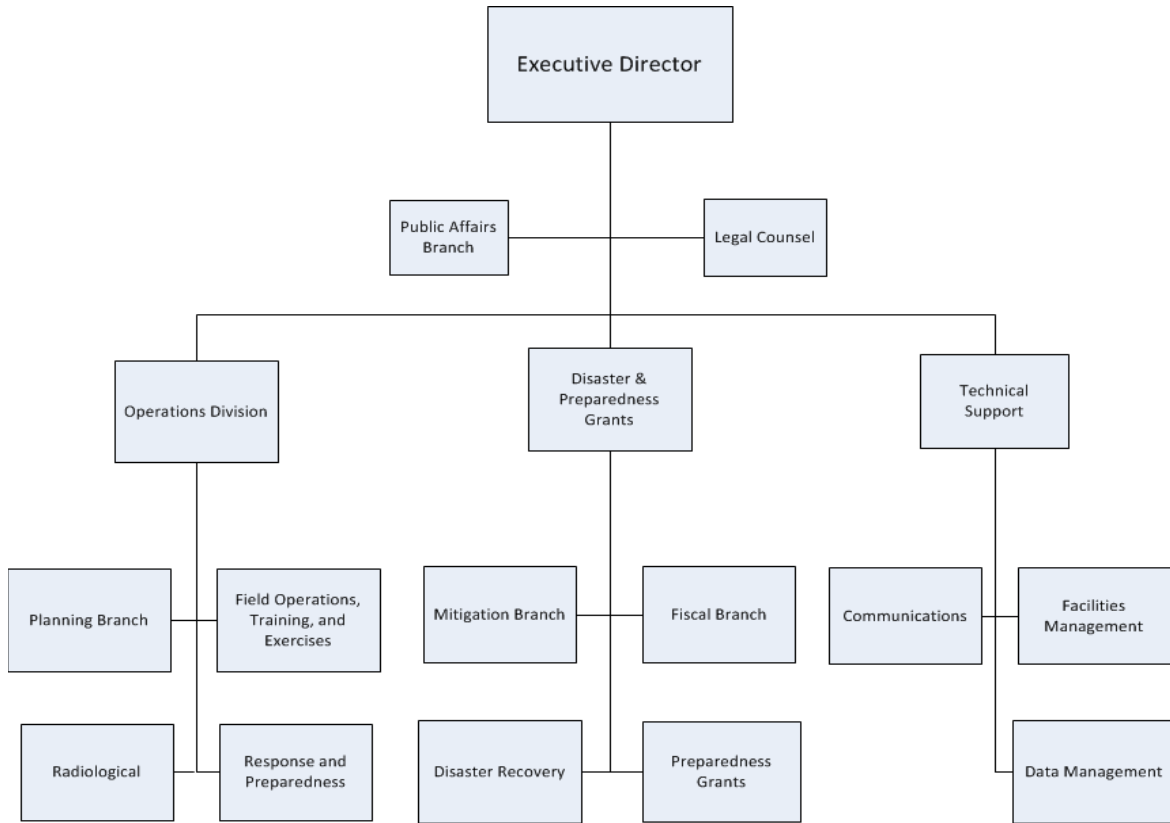 Executive Director
Public Affairs
Branch
Legal Counsel
Operations Division
Disaster &
Preparedness
Grants
Technical
Support
Planning Branch
Field Operations,
Training, and
Exercises
Mitigation Branch
Fiscal Branch
Communications
Facilities
Management
Radiological
Response and
Preparedness
Disaster Recovery
Preparedness
Grants
Data Management